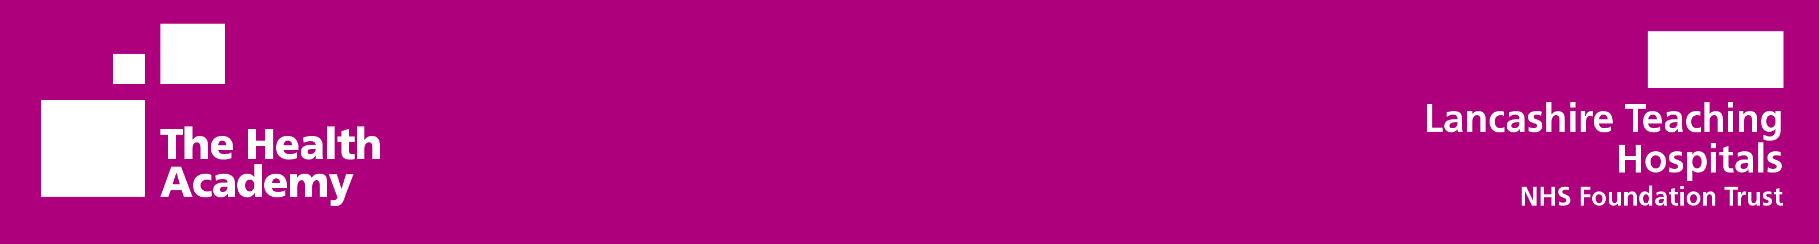 The Health
Academy
Lancashire Teaching
Hospitals
NHS Foundation Trust